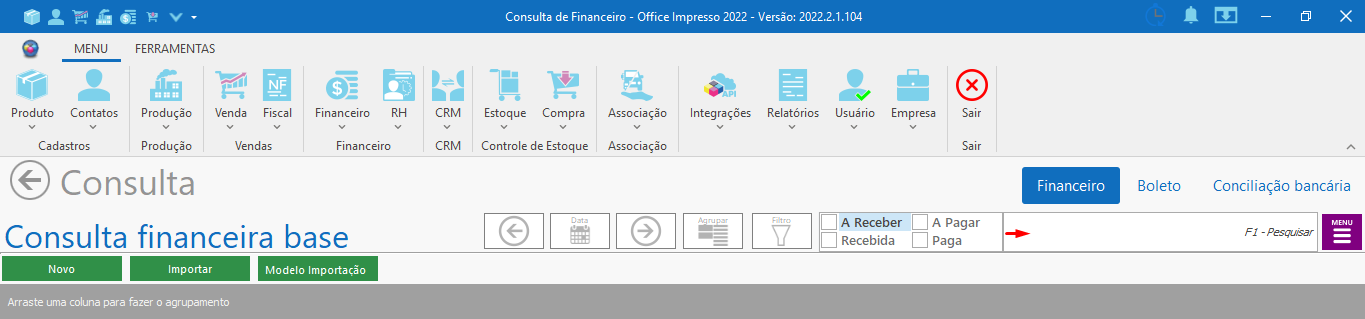 Consulta de Financeiro - Office Impresso 2022 - Versão: 2022.2.1.104
MENU FERRAMENTAS
Produto Contatos Produção Venda Fiscal Financeiro RH CRM Estoque Compra Associação Integrações Relatórios Usuário Empresa Sair
Cadastros Produção Vendas Financeiro CRM Controle de Estoque Associação Sair
Consulta
Financeiro Boleto Conciliação bancária
Consulta financeira base
Data Agrupar Filtro
A Receber A Pagar
Recebida Paga
F1 - Pesquisar
MENU
Novo Importar Modelo Importação
Arraste uma coluna para fazer o agrupamento